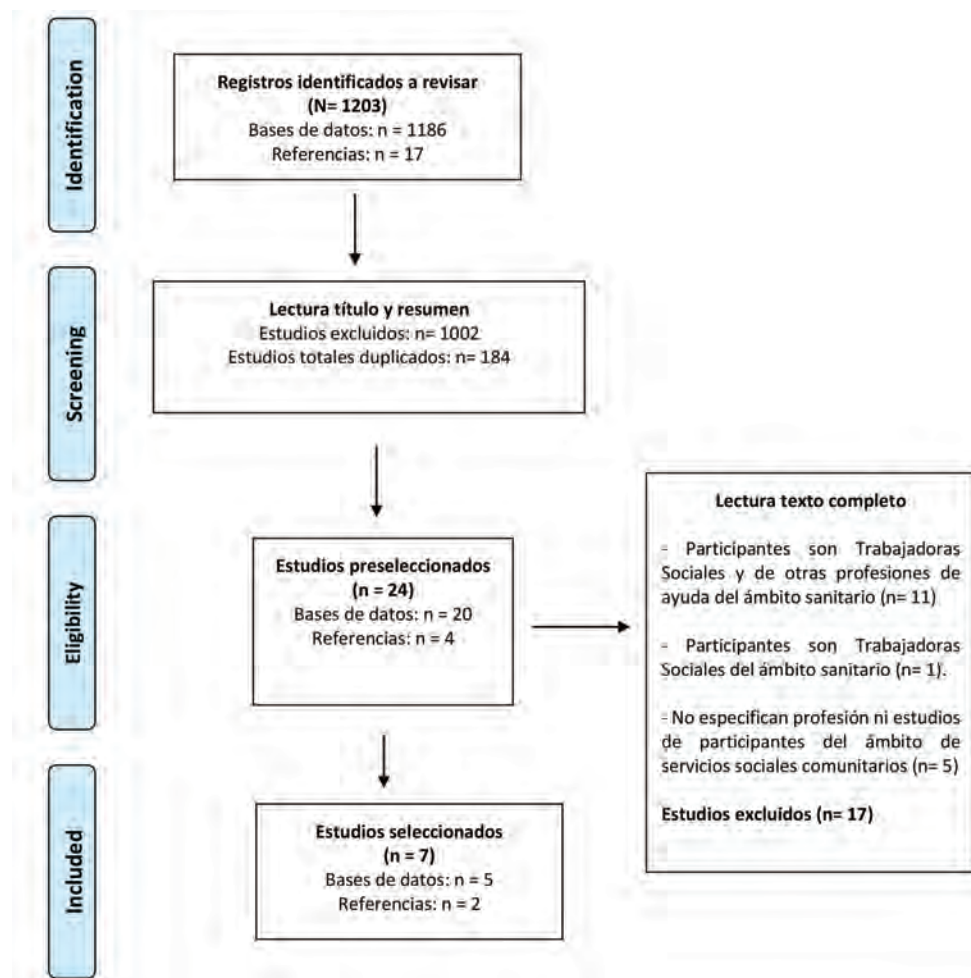 Identification
Registros identificados a revisar
(N= 1203)
Bases de datos: n = 1186
Referencias: n = 17
Screening
Lectura título y resumen
Estudios excluidos: n= 1002
Estudios totales duplicados: n= 184
Eligibility
Estudios preseleccionados
(n = 24)
Bases de datos: n = 20
Referencias: n = 4
Lectura texto completo
- Participantes son Trabajadoras
Sociales y de otras profesiones de
ayuda del ámbito sanitario (n= 11)
- Participantes son Trabajadoras
Sociales del ámbito sanitario (n= 1).
- No especifican profesión ni estudios
de participantes del ámbito de
servicios sociales comunitarios (n= 5)
Estudios excluidos (n= 17)
Included
Estudios seleccionados
(n = 7)
Bases de datos: n = 5
Referencias: n = 2